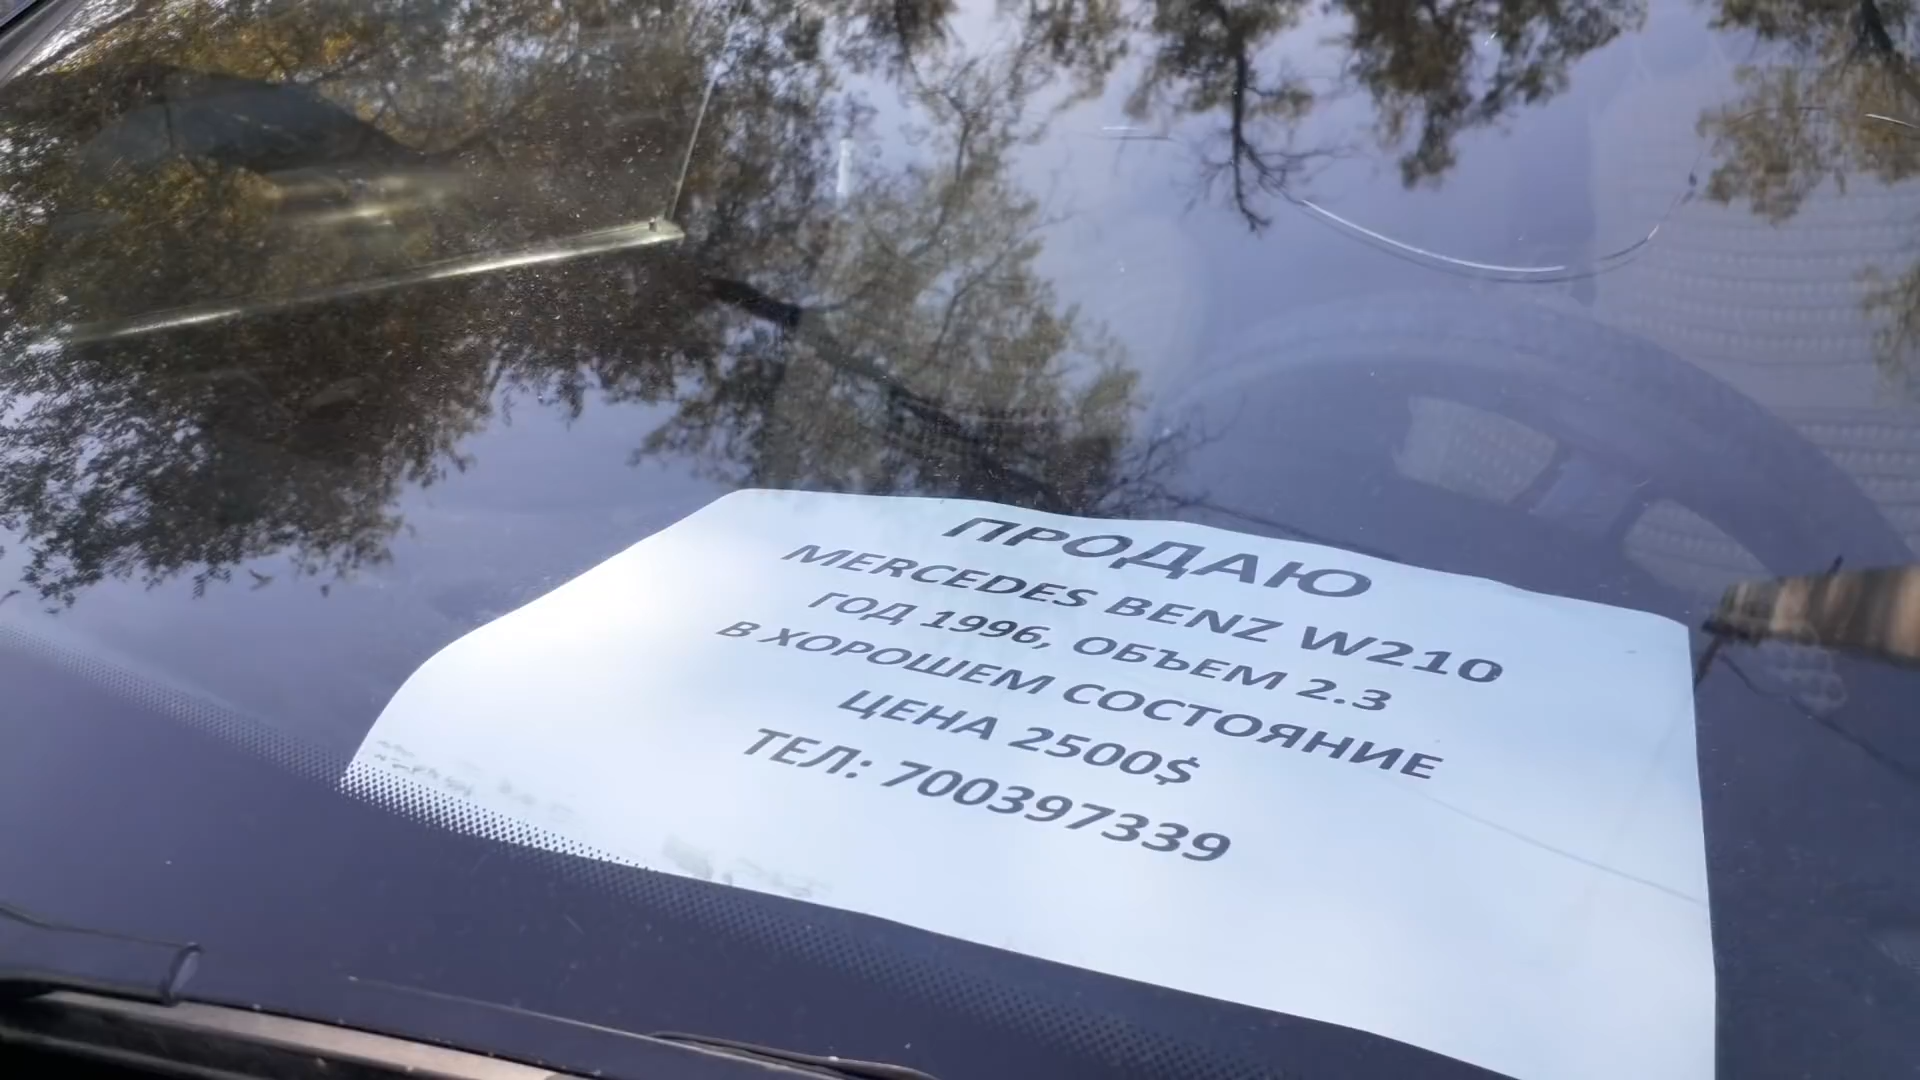 ПРОДАЮ
MERCEDES BENZ W210
ГОД 1996, ОБЪЕМ 2.3
В ХОРОШЕМ СОСТОЯНИЕ
ЦЕНА 2500$
ТЕЛ: 700397339